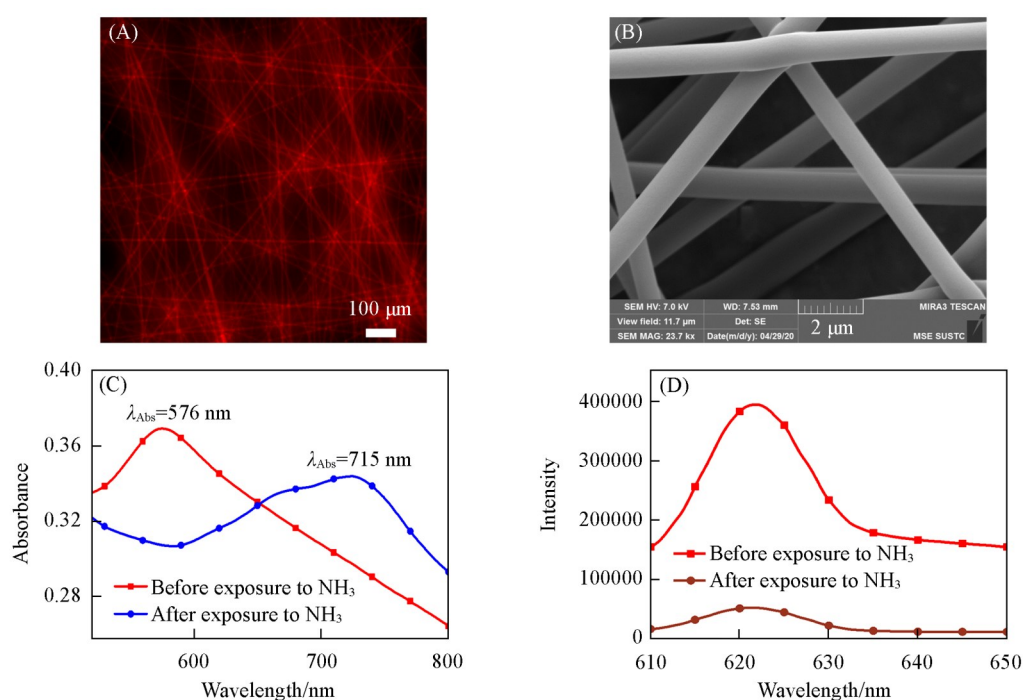 (A)
100 μm
(B)
SEM HV: 7.0 kV WD: 7.53 mm MIRA3 TESCAN
View field: 11.7 μm Det: SE 2 μm
SEM MAG: 23.7 kx Date(m/d/y): 04/29/20 MSE SUSTC
(C)
λAbs=576 nm
λAbs=715 nm
Before exposure to NH3
After exposure to NH3
0.40
0.36
0.32
0.28
Absorbance
600 700 800
Wavelength/nm
(D)
Before exposure to NH3
After exposure to NH3
400000
300000
200000
100000
0
Intensity
610 620 630 640 650
Wavelength/nm